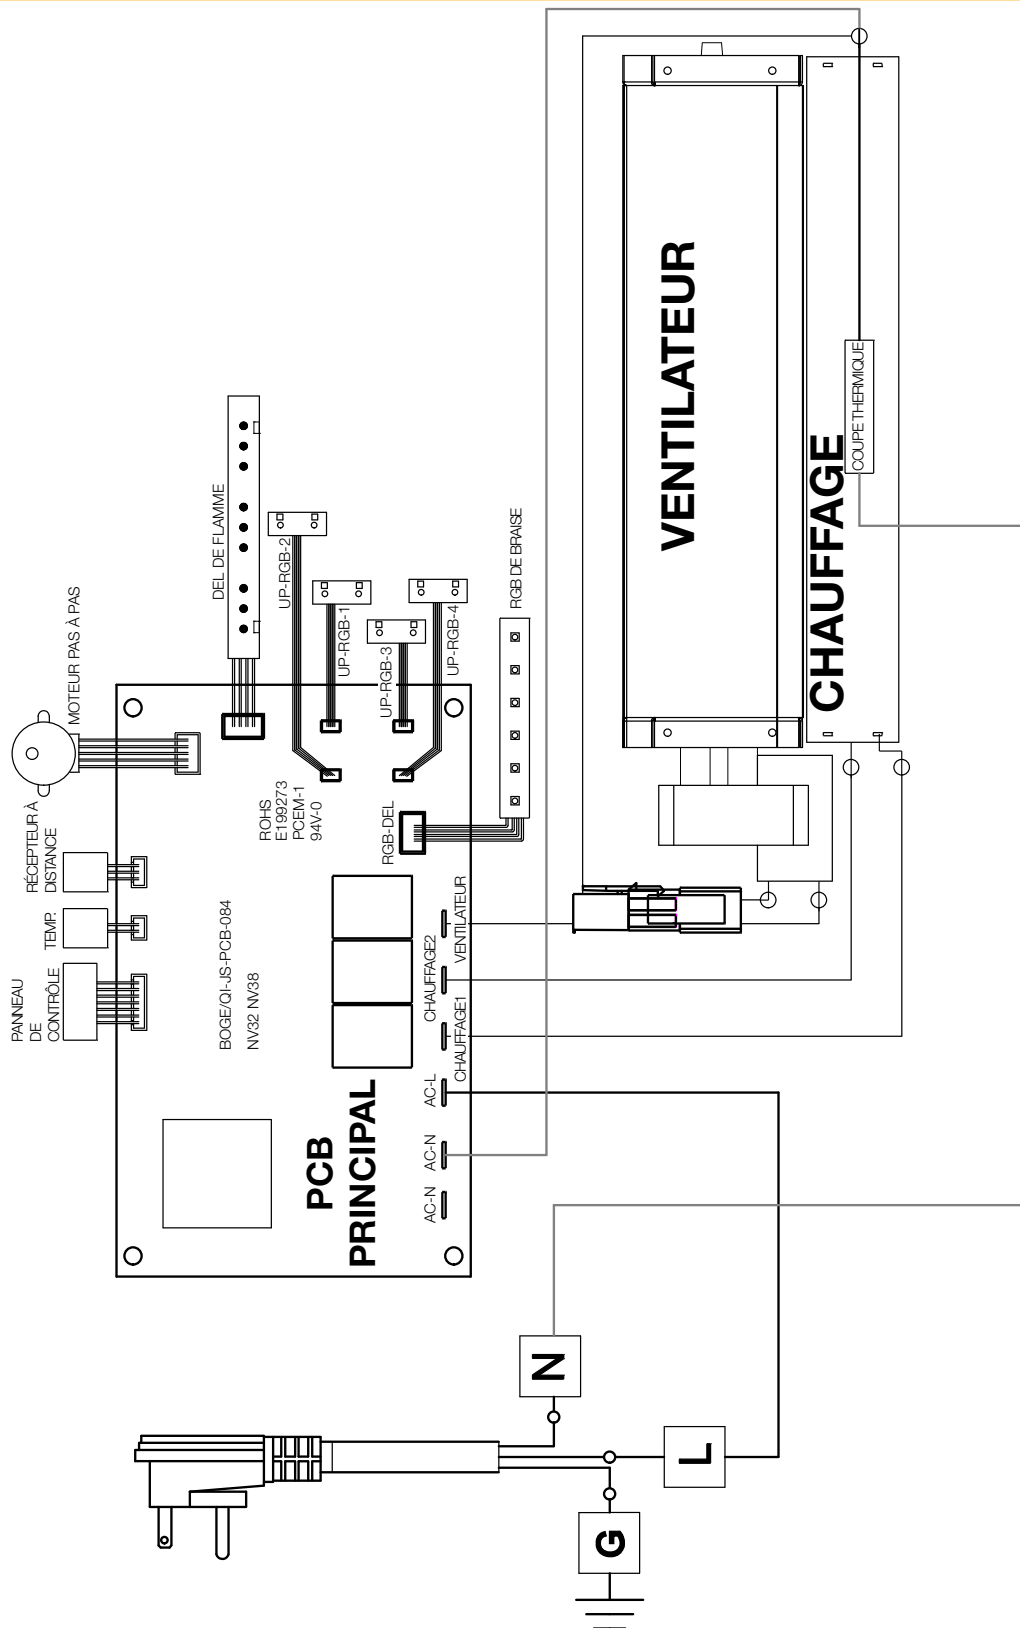 MOTEUR PAS À PAS
RÉCEPTEUR À
DISTANCE
TEMP.
PANNEAU
DE
CONTRÔLE
DEL DE FLAMME
UP-RGB-2
UP-RGB-1
UP-RGB-3
UP-RGB-4
RGB DE BRAISE
ROHS
E199273
PCEM-1
94V-0
RGB-DEL
BOGE/QI-JS-PCB-084
NV32 NV38
VENTILATEUR
CHAUFFAGE2
CHAUFFAGE1
AC-L
AC-N
AC-N
PCB
PRINCIPAL
VENTILATEUR
CHAUFFAGE
COUPE THERMIQUE
N
L
G